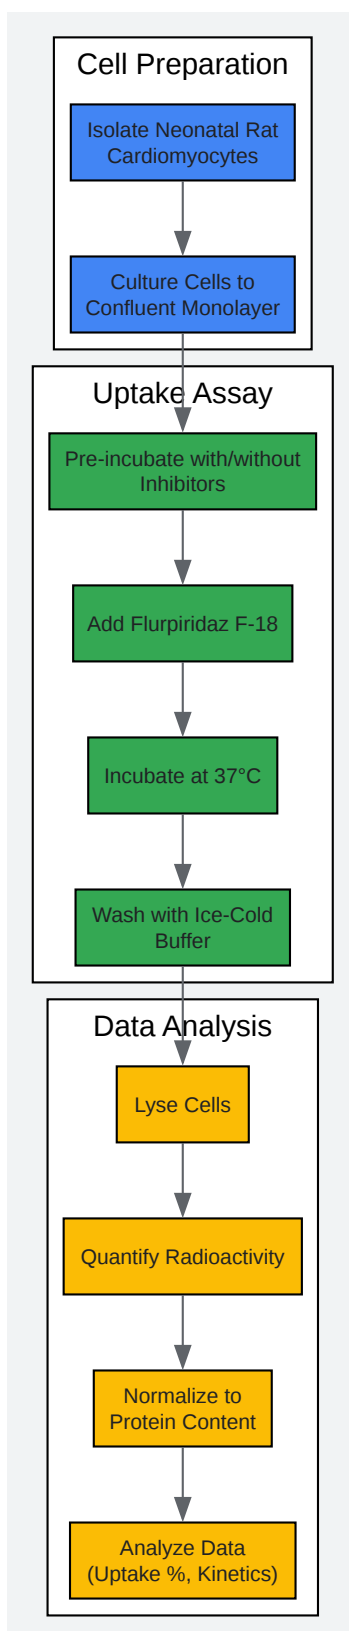 Cell Preparation
Isolate Neonatal Rat
Cardiomyocytes
Culture Cells to
Confluent Monolayer
Uptake Assay
Pre-incubate with/without
Inhibitors
Add Flurpiridaz F-18
Incubate at 37°C
Wash with Ice-Cold
Buffer
Data Analysis
Lyse Cells
Quantify Radioactivity
Normalize to
Protein Content
Analyze Data
(Uptake %, Kinetics)